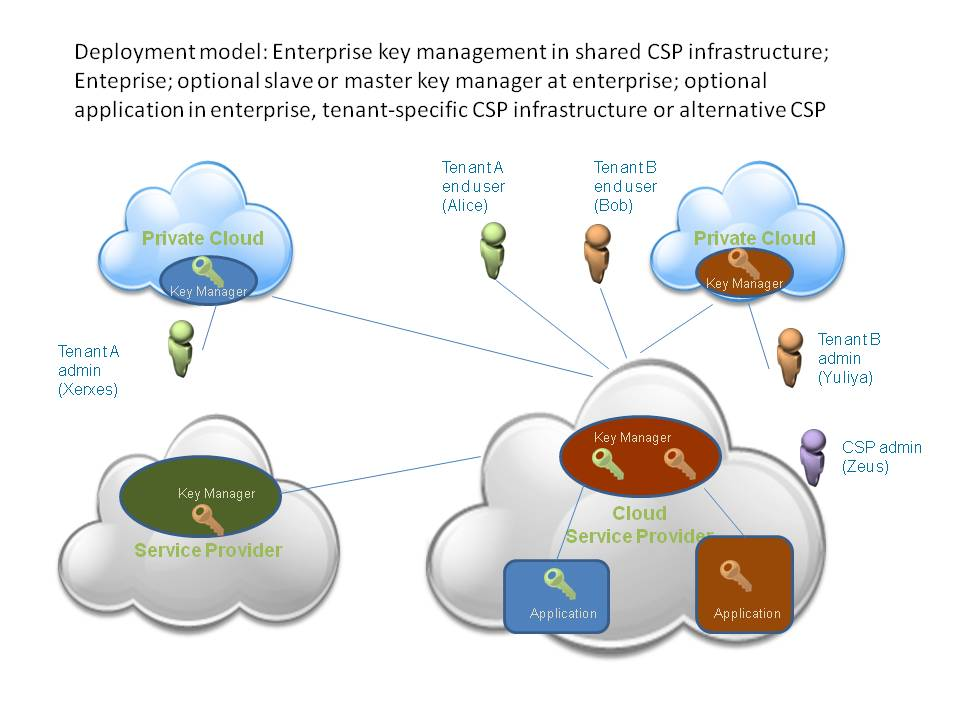 Deployment model: Enterprise key management in shared CSP infrastructure;
Enteprise; optional slave or master key manager at enterprise; optional
application in enterprise, tenant-specific CSP infrastructure or alternative CSP
Tenant A
end user
(Alice)
Tenant B
end user
(Bob)
Private Cloud
Key Manager
Private Cloud
Key Manager
Tenant A
admin
(Xerxes)
Tenant B
admin
(Yuliya)
Key Manager
CSP admin
(Zeus)
Key Manager
Service Provider
Cloud
Service Provider
Application
Application